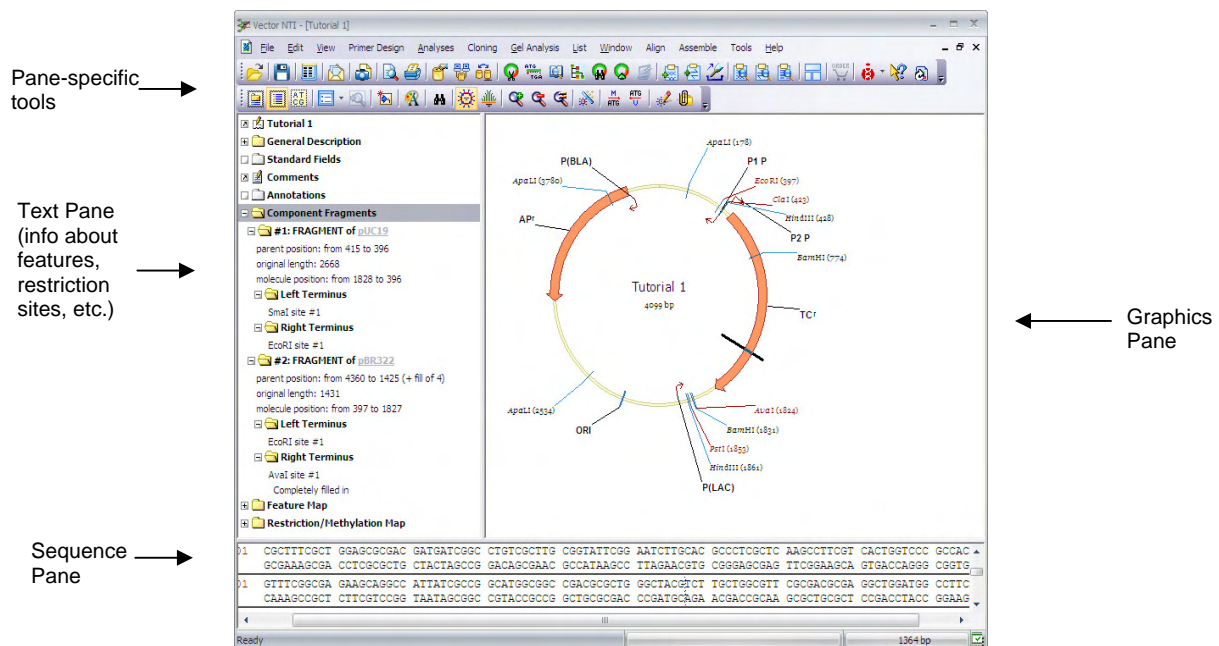 Vector NTI - [Tutorial 1]
File Edit View Primer Design Analyses Cloning Gel Analysis List Window Align Assemble Tools Help
Pane-specific
tools
ORDER
ATG
TGA
A T
C G
M
ATG
ATG
V
Tutorial 1
General Description
Standard Fields
Comments
Annotations
Component Fragments
#1: FRAGMENT of pUC19
parent position: from 415 to 396
original length: 2668
molecule position: from 1828 to 396
Left Terminus
SmaI site #1
Right Terminus
EcoRI site #1
#2: FRAGMENT of pBR322
parent position: from 4360 to 1425 (+ fill of 4)
original length: 1431
molecule position: from 397 to 1827
Left Terminus
EcoRI site #1
Right Terminus
AvaI site #1
Completely filled in
Feature Map
Restriction/Methylation Map
Text Pane
(info about
features,
restriction
sites, etc.)
ApaLI (178)
P(BLA)
P1 P
ApaLI (3780)
EcoRI (397)
ClaI (423)
HindIII (428)
APr
P2 P
BamHI (774)
Tutorial 1
4099 bp
TCr
ApaLI (2534)
AvaI (1824)
ORI
BamHI (1831)
PstI (1853)
HindIII (1861)
P(LAC)
Graphics
Pane
Sequence
Pane
01 CGCTTTCGCT GGAGCGCGAC GATGATCGGC CTGTCGCTTG CGGTATTCGG AATCTTGCAC GCCCTCGCTC AAGCCTTCGT CACTGGTCCC GCCAC
GCGAAAGCGA CCTCGCGCTG CTACTAGCCG GACAGCGAAC GCCATAAGCC TTAGAACGTG CGGGAGCGAG TTCGGAAGCA GTGACCAGGG CGGTG
01 GTTTCGGCGA GAAGCAGGCC ATTATCGCCG GCATGGCGGC CGACGCGCTG GGCTACGTCT TGCTGGCGTT CGCGACGCGA GGCTGGATGG CCTTC
CAAAGCCGCT CTTCGTCCGG TAATAGCGGC CGTACCGCCG GCTGCGCGAC CCGATGCAGA ACGACCGCAA GCGCTGCGCT CCGACCTACC GGAAG
Ready
1364 bp